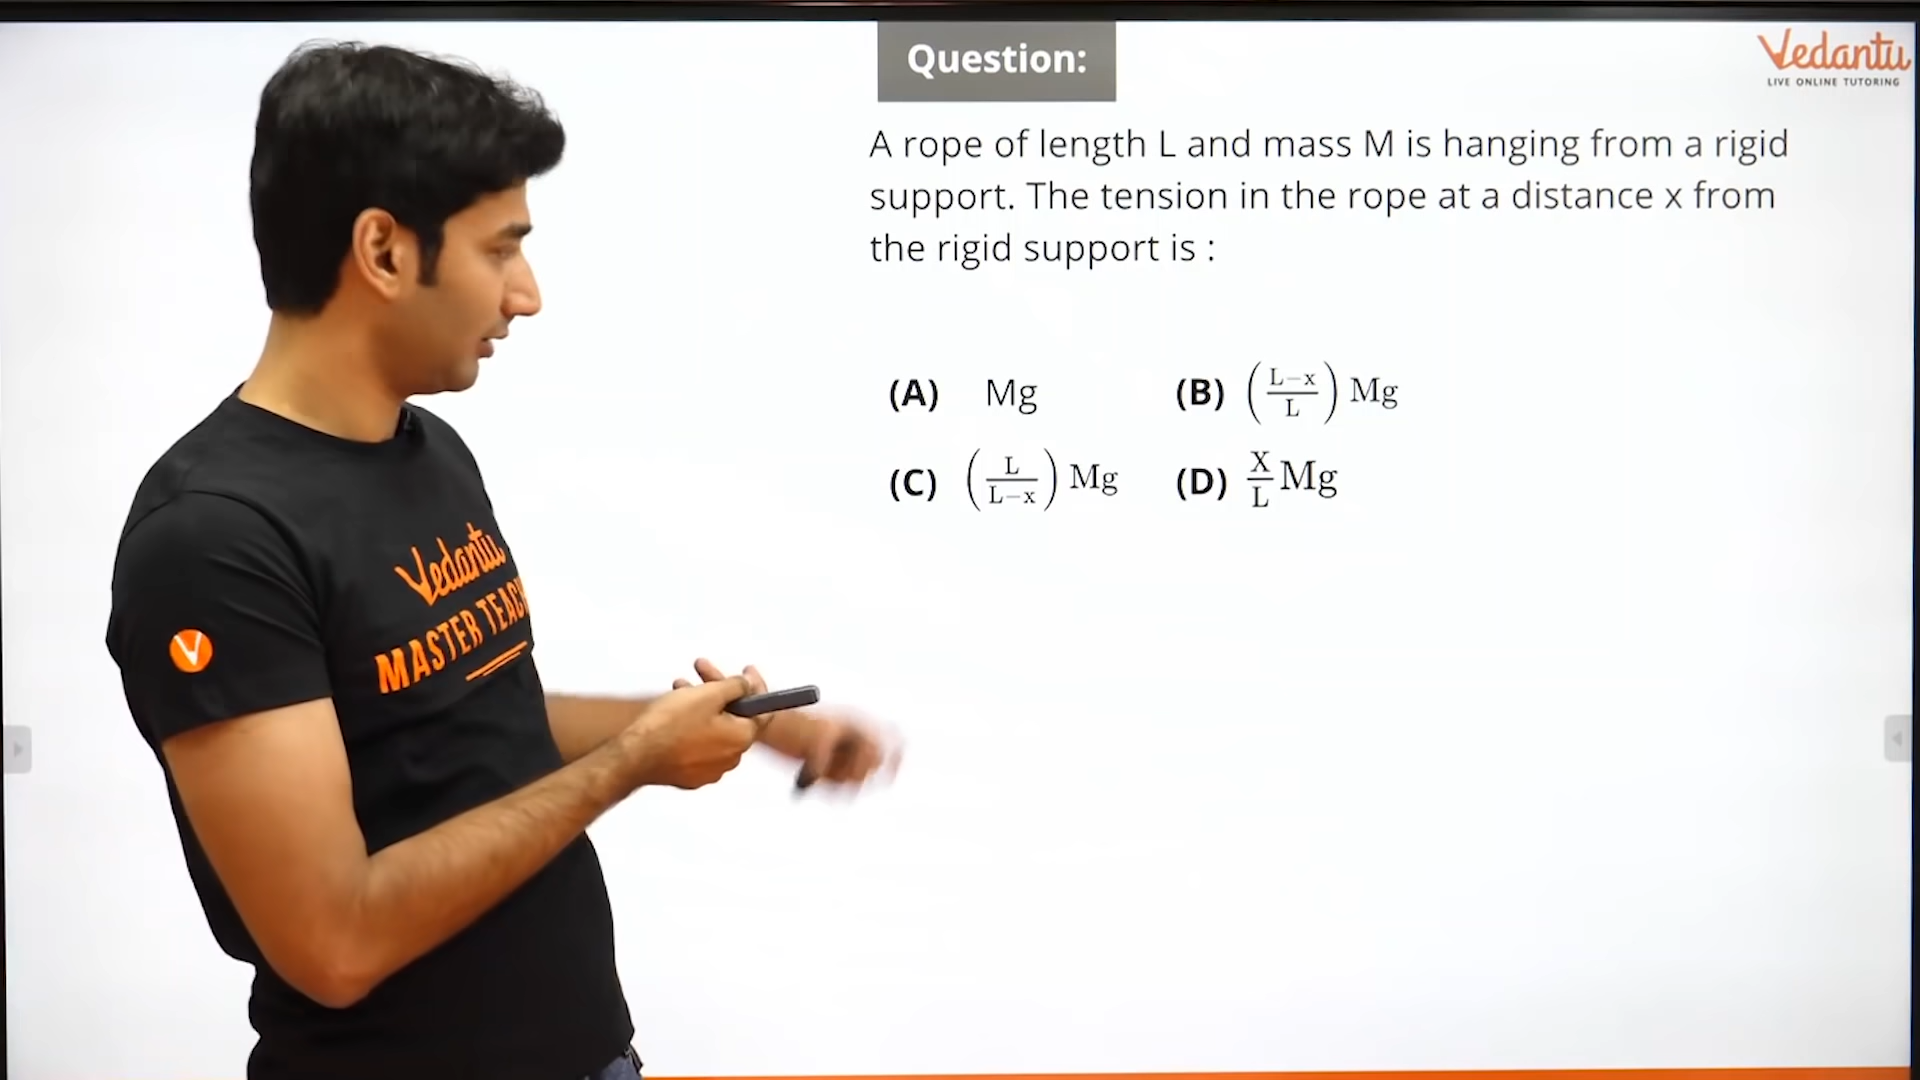 Question:
Vedantu
LIVE ONLINE TUTORING
A rope of length L and mass M is hanging from a rigid
support. The tension in the rope at a distance x from
the rigid support is :
(A) Mg
(B) (L−x/L) Mg
(C) (L/L−x) Mg
(D) X/L Mg
Vedantu
MASTER TEACH
V